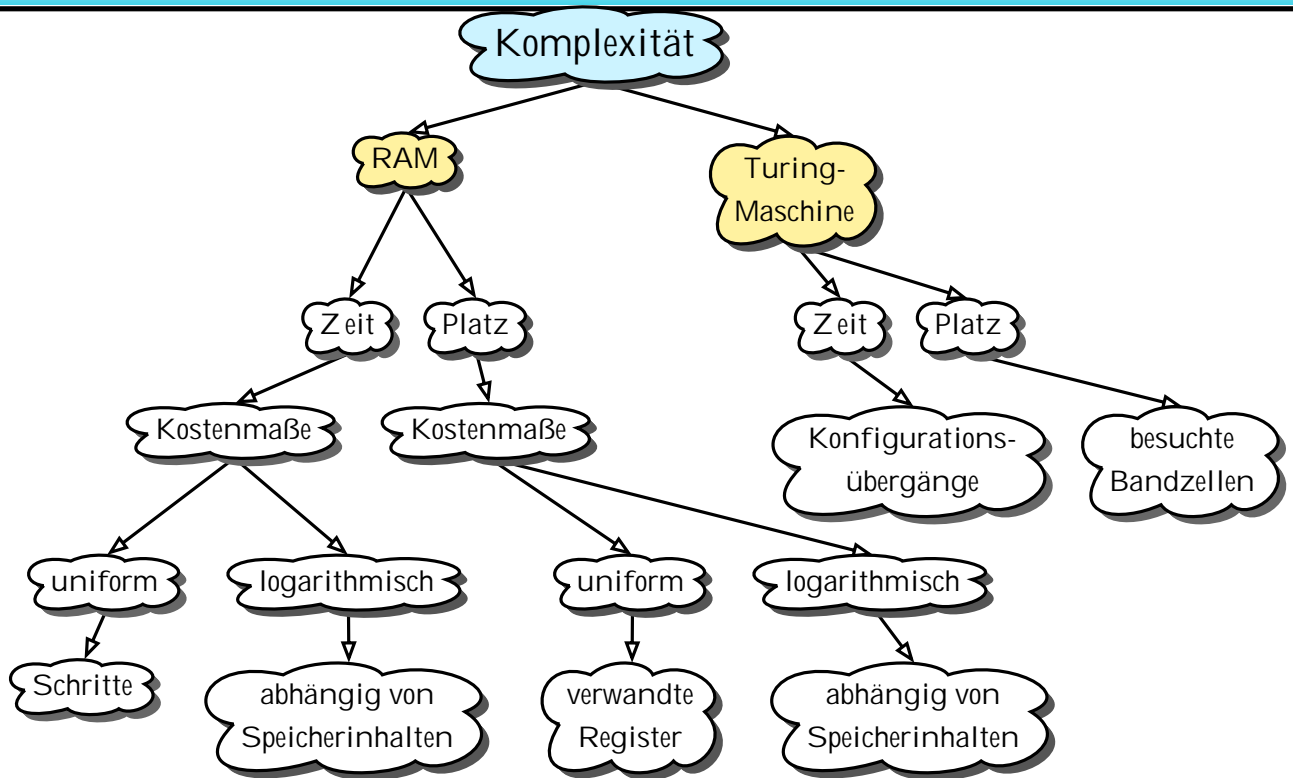 Komplexität
RAM
Turing-
Maschine
Zeit
Platz
Zeit
Platz
Kostenmaße
Kostenmaße
Konfigurations-
übergänge
besuchte
Bandzellen
uniform
logarithmisch
uniform
logarithmisch
Schritte
abhängig von
Speicherinhalten
verwandte
Register
abhängig von
Speicherinhalten